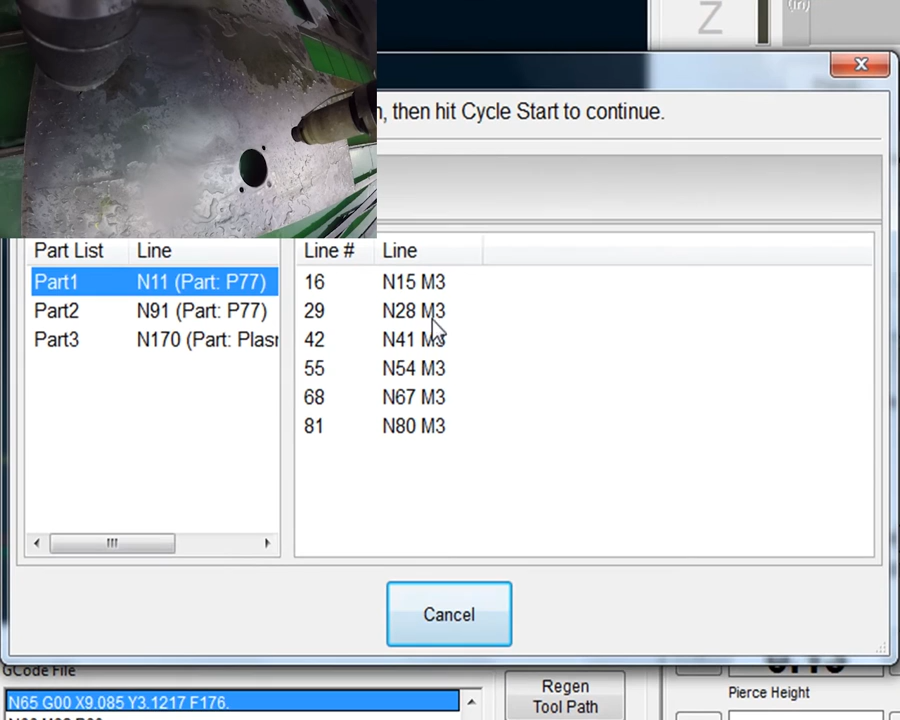 Z
(in)
, then hit Cycle Start to continue.
Part List Line
Part1 N11 (Part: P77)
Part2 N91 (Part: P77)
Part3 N170 (Part: Plas
Line # Line
16 N15 M3
29 N28 M3
42 N41 M3
55 N54 M3
68 N67 M3
81 N80 M3
Cancel
GCode File
N65 G00 X9.085 Y3.1217 F176.
Regen
Tool Path
Pierce Height